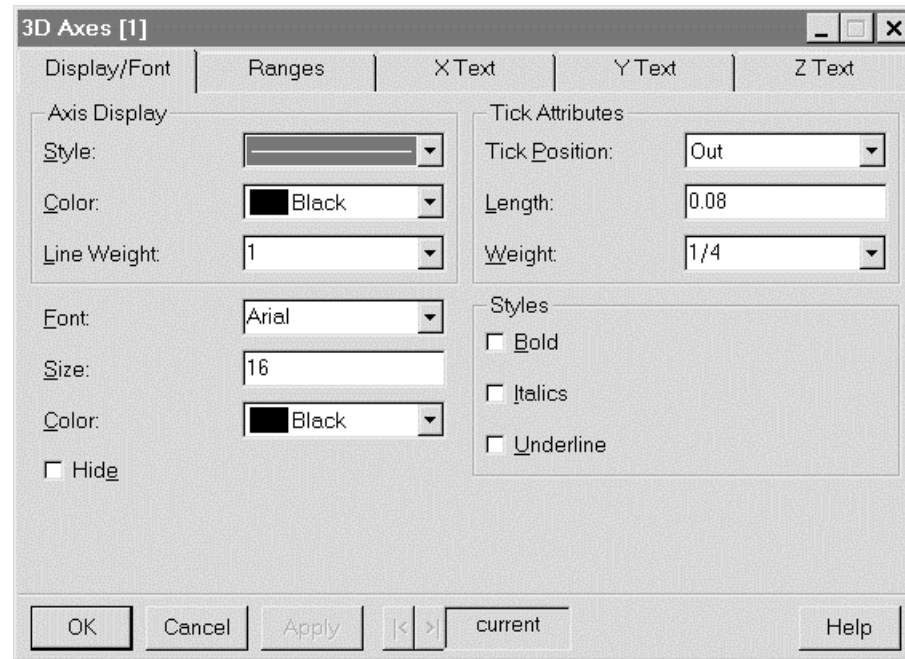 3D Axes [1]
Display/Font Ranges X Text Y Text Z Text
Axis Display
Style:
Color: Black
Line Weight: 1
Tick Attributes
Tick Position: Out
Length: 0.08
Weight: 1/4
Font: Arial
Size: 16
Color: Black
Hide
Styles
Bold
Italics
Underline
OK Cancel Apply |< >| current Help